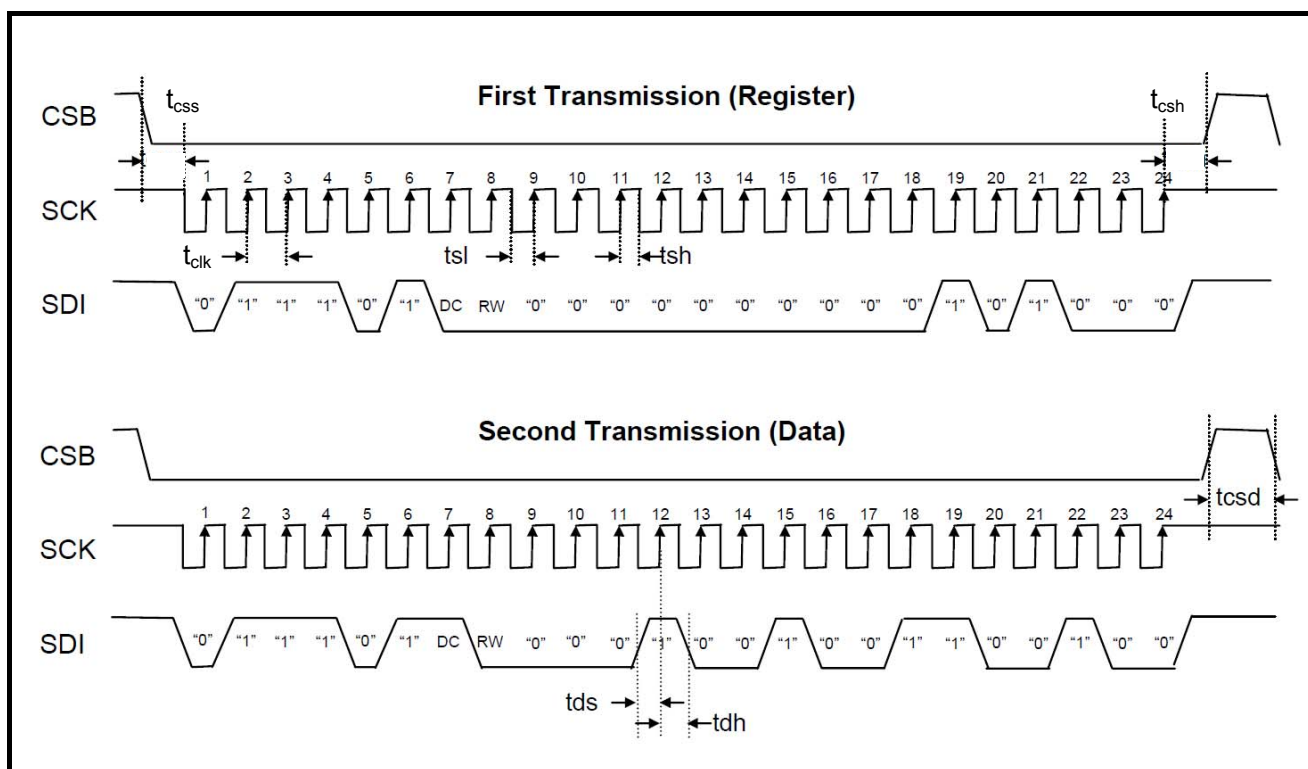 First Transmission (Register)
t_css
t_csh
CSB
t
1 2 3 4 5 6 7 8 9 10 11 12 13 14 15 16 17 18 19 20 21 22 23 24
SCK
t_clk
tsl
tsh
SDI
“0” “1” “1” “1” “0” “1” DC RW “0” “0” “0” “0” “0” “0” “0” “0” “0” “0” “1” “0” “1” “0” “0” “0”
Second Transmission (Data)
CSB
tcsd
1 2 3 4 5 6 7 8 9 10 11 12 13 14 15 16 17 18 19 20 21 22 23 24
SCK
SDI
“0” “1” “1” “1” “0” “1” DC RW “0” “0” “0” “1” “0” “0” “1” “0” “0” “1” “1” “0” “0” “1” “0” “0”
tds
tdh